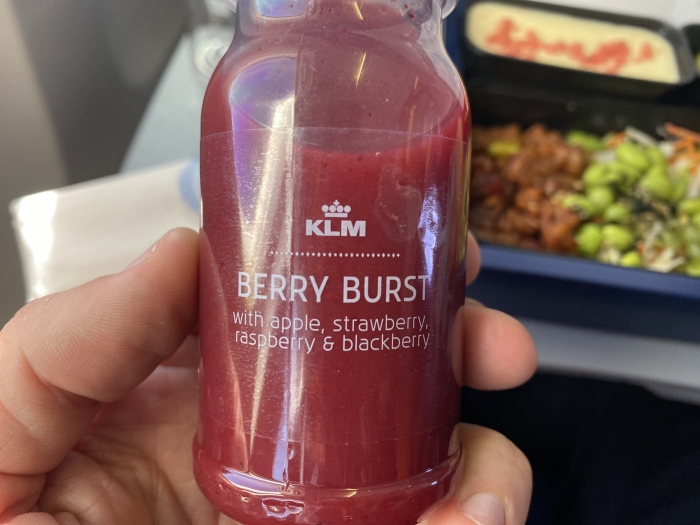 KLM
BERRY BURST
with apple, strawberry,
raspberry & blackberry